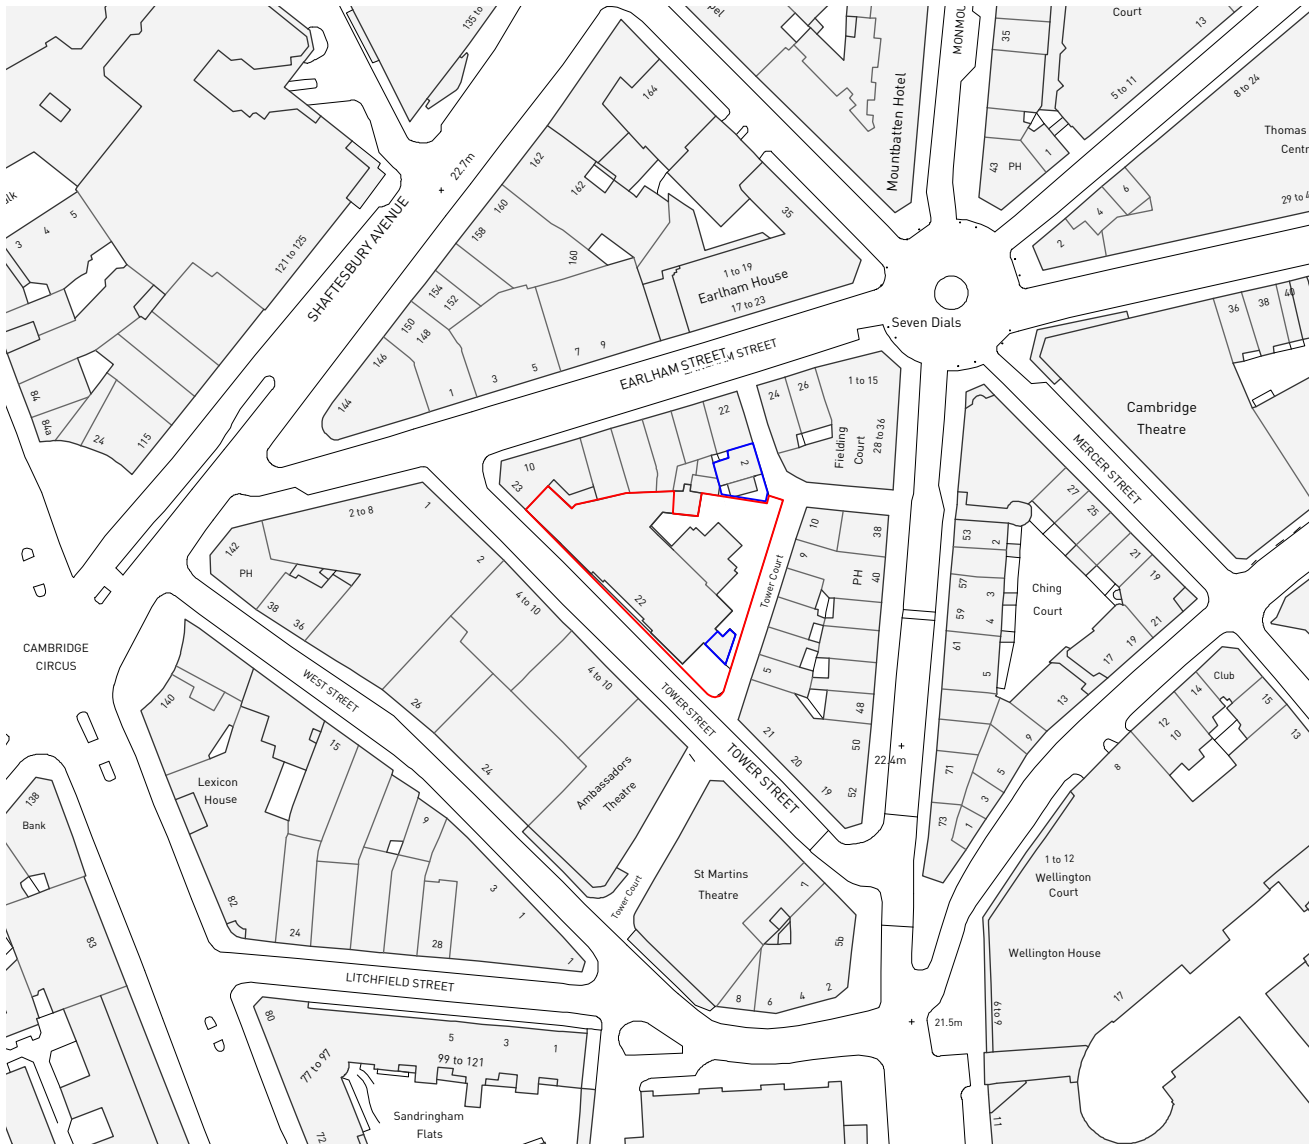 135 to
pel
MONMOU
35
Court
13
164
Mountbatten Hotel
5 to 11
8 to 24
Thomas
Centr
43
PH
1
22.7m
162
162
6
4
2
29 to 4
lk
5
4
3
160
158
160
35
121 to 125
SHAFTESBURY AVENUE
154
152
150
148
146
144
1 to 19
Earlham House
17 to 23
7
9
5
3
1
Seven Dials
36
38
40
EARLHAM STREET
M STREET
84
84a
24
115
24
26
1 to 15
Fielding
Court
28 to 36
22
2
10
23
Cambridge
Theatre
MERCER STREET
27
25
21
19
21
19
17
13
2 to 8
1
142
PH
38
36
2
4 to 10
4 to 10
22
Tower Court
10
9
38
40
PH
5
48
50
52
21
20
19
53
2
57
3
59
4
61
5
Ching
Court
CAMBRIDGE
CIRCUS
WEST STREET
TOWER STREET
TOWER STREET
140
15
26
24
Lexicon
House
Ambassadors
Theatre
22.4m
Club
14
12
10
15
13
8
9
5
3
1
71
73
138
Bank
9
3
1
1
82
24
28
83
St Martins
Theatre
1
Tower Court
5b
8
6
4
2
1 to 12
Wellington
Court
Wellington House
17
6 to 9
11
LITCHFIELD STREET
21.5m
80
77 to 97
72
5
3
1
99 to 121
Sandringham
Flats